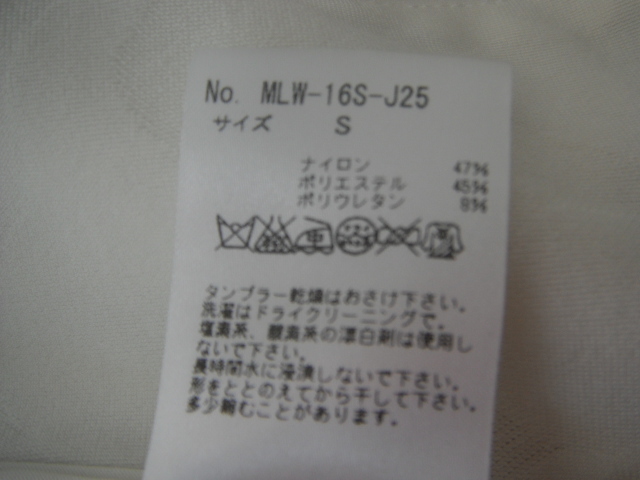 No. MLW-16S-J25
サイズ S
ナイロン 47%
ポリエステル 45%
ポリウレタン 8%
タンブラー乾燥はおさけ下さい。
洗濯はドライクリーニングで。
塩素系、酸素系の漂白剤は使用し
ないで下さい。
長時間水に浸漬しないで下さい。
形をととのえてから干して下さい。
多少縮むことがあります。